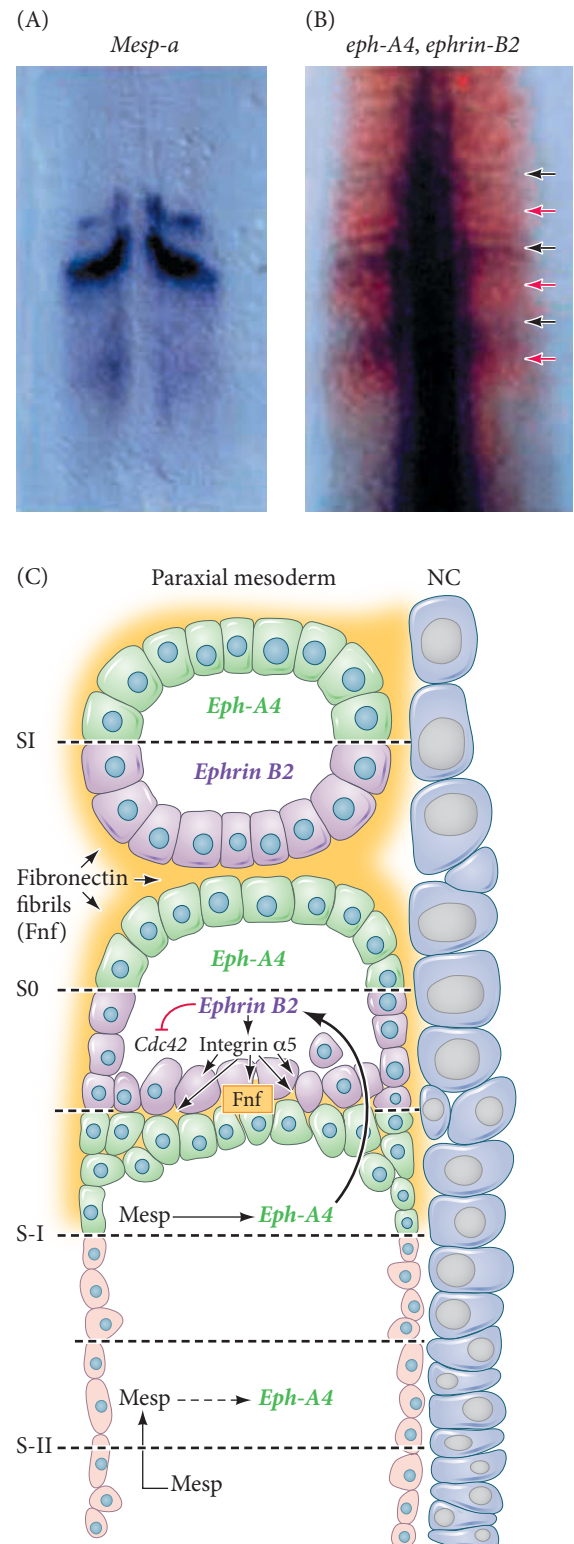 (A)
Mesp-a
(B)
eph-A4, ephrin-B2
(C)
Paraxial mesoderm
NC
Eph-A4
SI
Ephrin B2
Fibronectin
fibrils
(Fnf)
Eph-A4
S0
Ephrin B2
Cdc42
Integrin α5
Fnf
Mesp
Eph-A4
S-I
Mesp
Eph-A4
S-II
Mesp